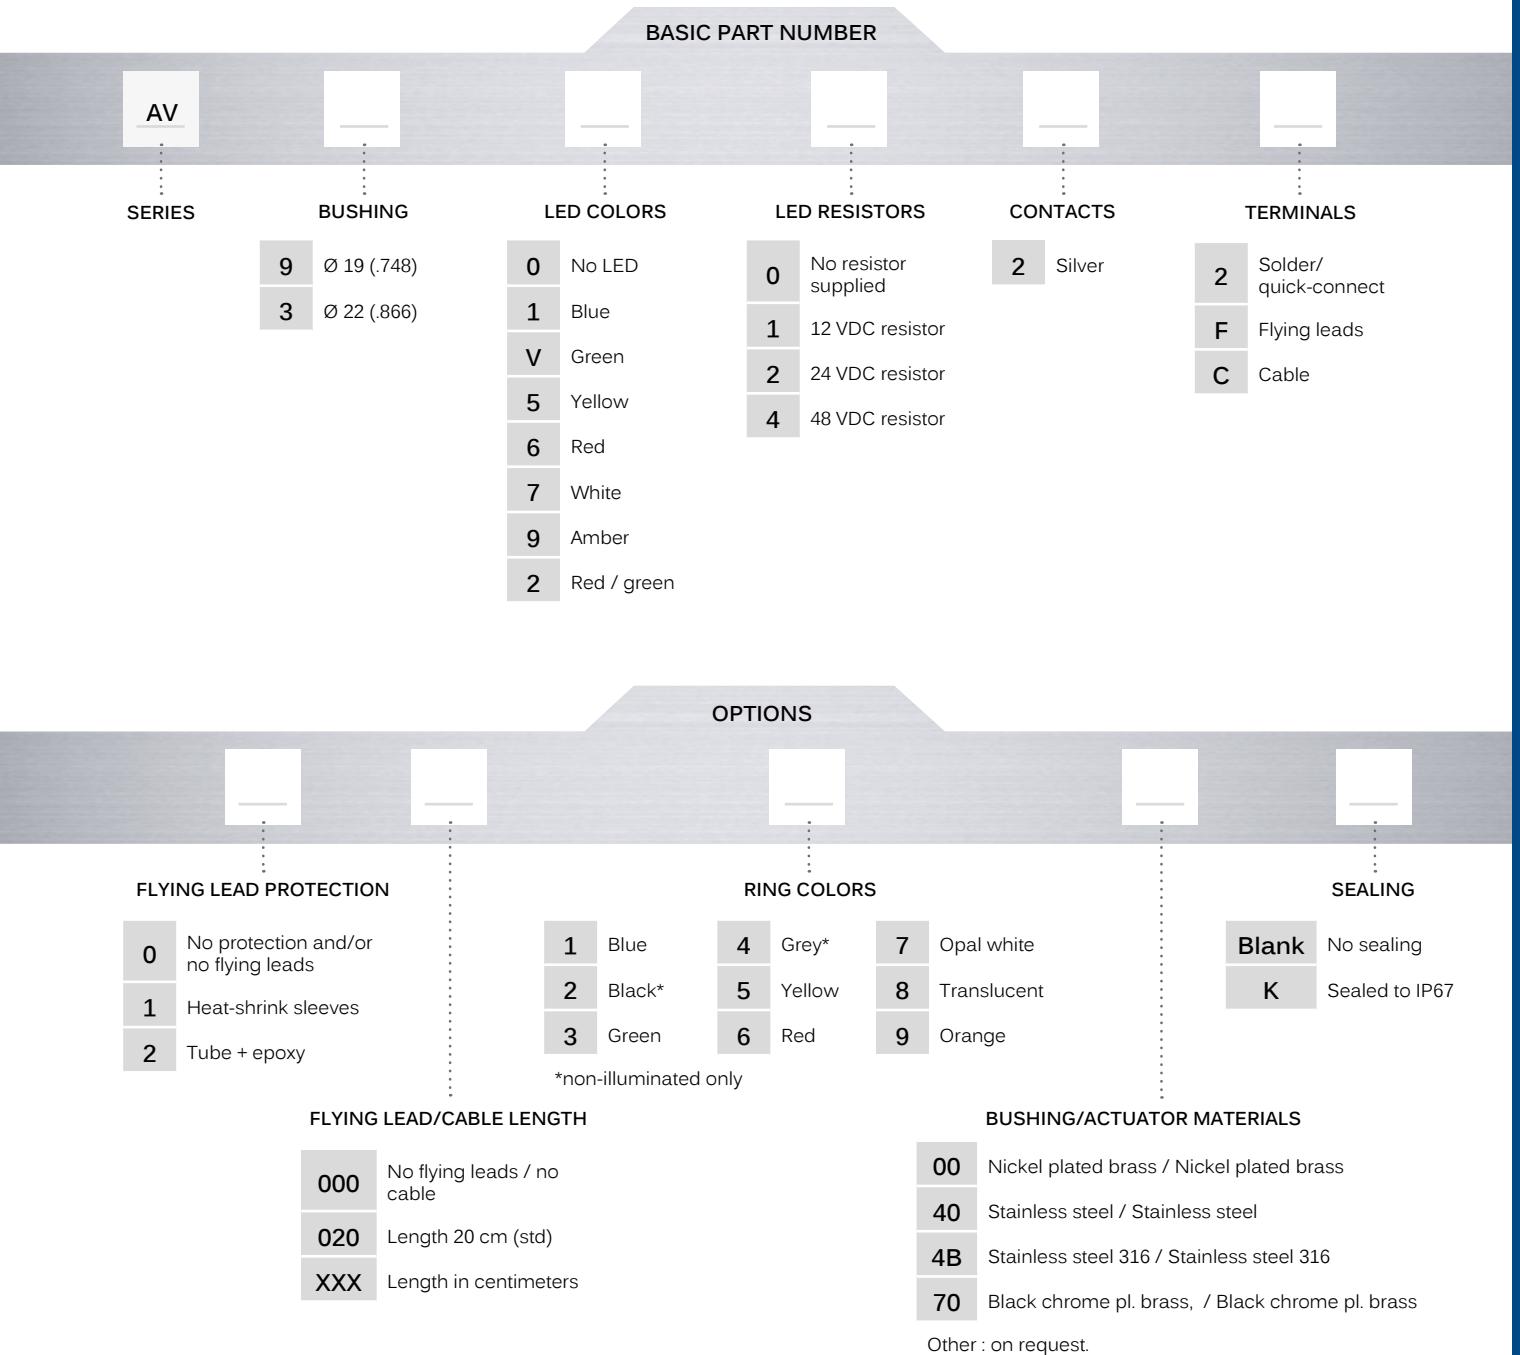 BASIC PART NUMBER
AV
SERIES
BUSHING
9 Ø 19 (.748)
3 Ø 22 (.866)
LED COLORS
0 No LED
1 Blue
V Green
5 Yellow
6 Red
7 White
9 Amber
2 Red / green
LED RESISTORS
0 No resistor
supplied
1 12 VDC resistor
2 24 VDC resistor
4 48 VDC resistor
CONTACTS
2 Silver
TERMINALS
2 Solder/
quick-connect
F Flying leads
C Cable
OPTIONS
FLYING LEAD PROTECTION
0 No protection and/or
no flying leads
1 Heat-shrink sleeves
2 Tube + epoxy
FLYING LEAD/CABLE LENGTH
000 No flying leads / no
cable
020 Length 20 cm (std)
XXX Length in centimeters
RING COLORS
1 Blue
2 Black*
3 Green
4 Grey*
5 Yellow
6 Red
7 Opal white
8 Translucent
9 Orange
*non-illuminated only
BUSHING/ACTUATOR MATERIALS
00 Nickel plated brass / Nickel plated brass
40 Stainless steel / Stainless steel
4B Stainless steel 316 / Stainless steel 316
70 Black chrome pl. brass, / Black chrome pl. brass
Other : on request.
SEALING
Blank No sealing
K Sealed to IP67